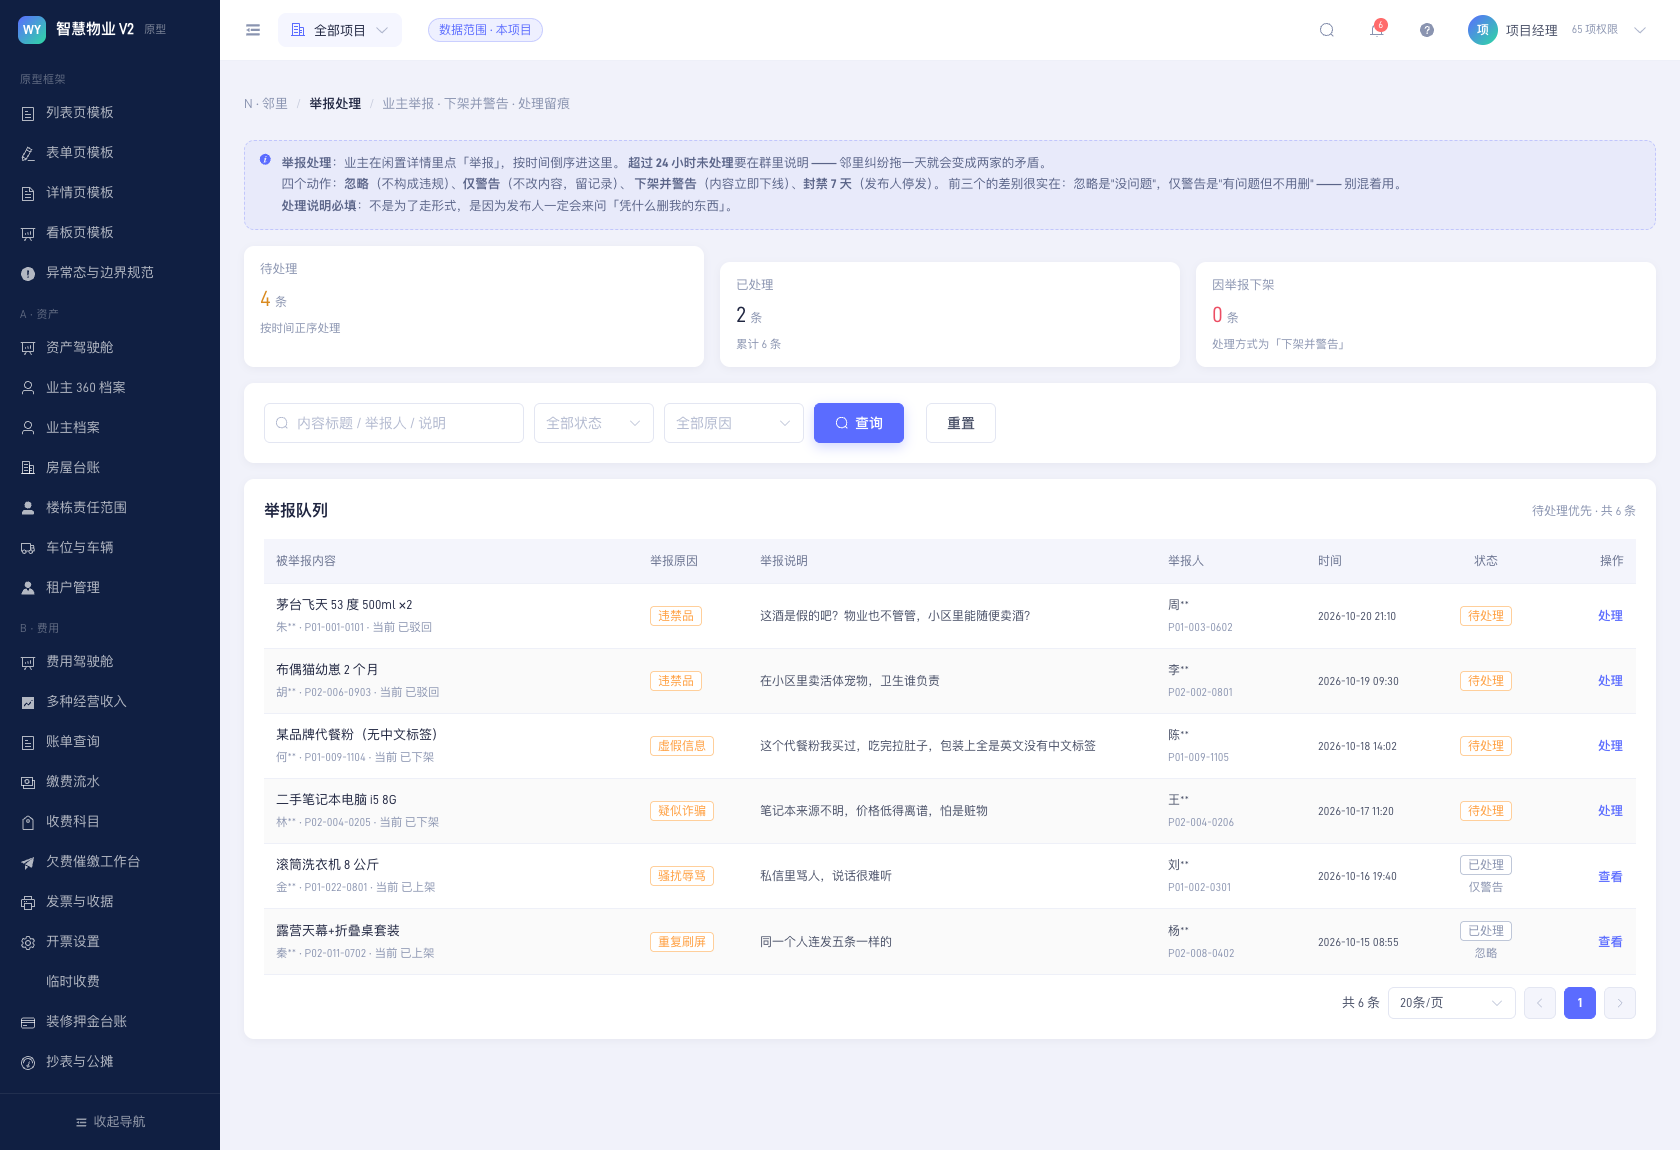 WY 智慧物业 V2 原型
原型框架
列表页模板
表单页模板
详情页模板
看板页模板
异常态与边界规范
A · 资产
资产驾驶舱
业主 360 档案
业主档案
房屋台账
楼栋责任范围
车位与车辆
租户管理
B · 费用
费用驾驶舱
多种经营收入
账单查询
缴费流水
收费科目
欠费催缴工作台
发票与收据
开票设置
临时收费
装修押金台账
抄表与公摊
收起导航
全部项目
数据范围 · 本项目
6
项 项目经理 65 项权限
N · 邻里 / 举报处理 / 业主举报 · 下架并警告 · 处理留痕
举报处理：业主在闲置详情里点「举报」，按时间倒序进这里。 超过 24 小时未处理要在群里说明 —— 邻里纠纷拖一天就会变成两家的矛盾。
四个动作：忽略（不构成违规）、仅警告（不改内容，留记录）、下架并警告（内容立即下线）、封禁 7 天（发布人停发）。前三个的差别很实在：忽略是"没问题"，仅警告是"有问题但不用删" —— 别混着用。
处理说明必填：不是为了走形式，是因为发布人一定会来问「凭什么删我的东西」。
待处理
4 条
按时间正序处理
已处理
2 条
累计 6 条
因举报下架
0 条
处理方式为「下架并警告」
内容标题 / 举报人 / 说明
全部状态
全部原因
查询
重置
举报队列
待处理优先 · 共 6 条
被举报内容 举报原因 举报说明 举报人 时间 状态 操作
茅台飞天 53 度 500ml ×2
朱** · P01-001-0101 · 当前 已驳回
违禁品
这酒是假的吧？物业也不管管，小区里能随便卖酒？
周**
P01-003-0602
2026-10-20 21:10
待处理
处理
布偶猫幼崽 2 个月
胡** · P02-006-0903 · 当前 已驳回
违禁品
在小区里卖活体宠物，卫生谁负责
李**
P02-002-0801
2026-10-19 09:30
待处理
处理
某品牌代餐粉（无中文标签）
何** · P01-009-1104 · 当前 已下架
虚假信息
这个代餐粉我买过，吃完拉肚子，包装上全是英文没有中文标签
陈**
P01-009-1105
2026-10-18 14:02
待处理
处理
二手笔记本电脑 i5 8G
林** · P02-004-0205 · 当前 已下架
疑似诈骗
笔记本来源不明，价格低得离谱，怕是赃物
王**
P02-004-0206
2026-10-17 11:20
待处理
处理
滚筒洗衣机 8 公斤
金** · P01-022-0801 · 当前 已上架
骚扰辱骂
私信里骂人，说话很难听
刘**
P01-002-0301
2026-10-16 19:40
已处理
仅警告
查看
露营天幕+折叠桌套装
秦** · P02-011-0702 · 当前 已上架
重复刷屏
同一个人连发五条一样的
杨**
P02-008-0402
2026-10-15 08:55
已处理
忽略
查看
共 6 条 20条/页 1